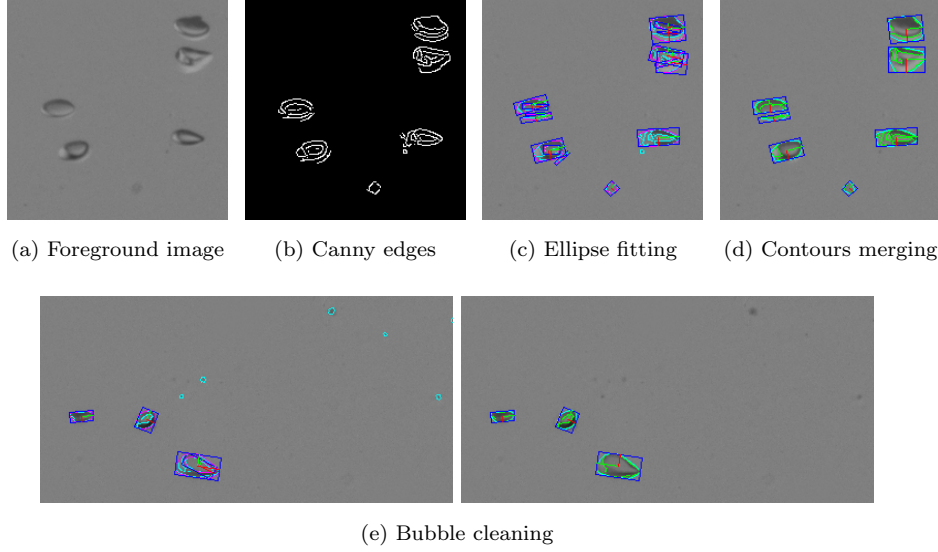 (a) Foreground image
(b) Canny edges
(c) Ellipse fitting
(d) Contours merging
(e) Bubble cleaning